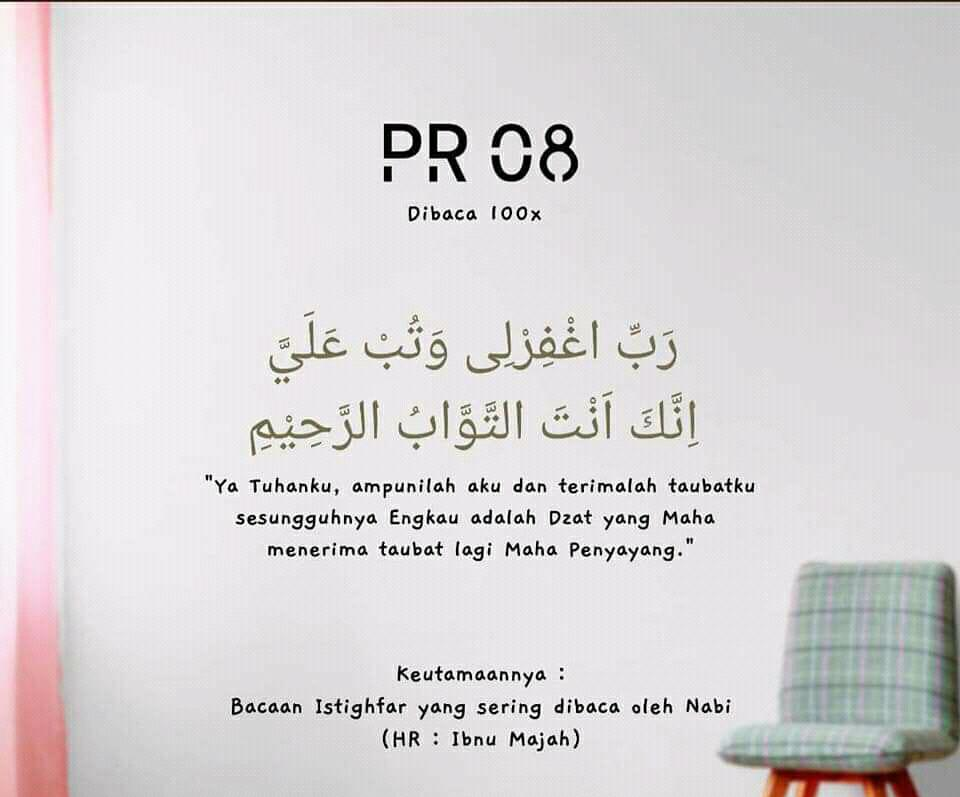 PR 08
Dibaca 100x
رَبِّ اغْفِرْلِى وَتُبْ عَلَيَّ
اِنَّكَ اَنْتَ التَّوَّابُ الرَّحِيْمِ
"Ya Tuhanku, ampunilah aku dan terimalah taubatku
sesungguhnya Engkau adalah Dzat yang Maha
menerima taubat lagi Maha Penyayang."
Keutamaannya :
Bacaan Istighfar yang sering dibaca oleh Nabi
(HR : Ibnu Majah)